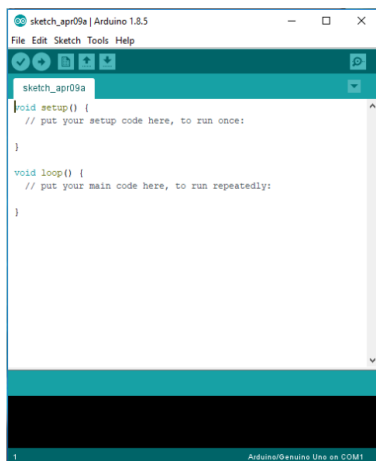 sketch_apr09a | Arduino 1.8.5
File Edit Sketch Tools Help
sketch_apr09a
void setup() {
  // put your setup code here, to run once:
}
void loop() {
  // put your main code here, to run repeatedly:
}
1
Arduino/Genuino Uno on COM1